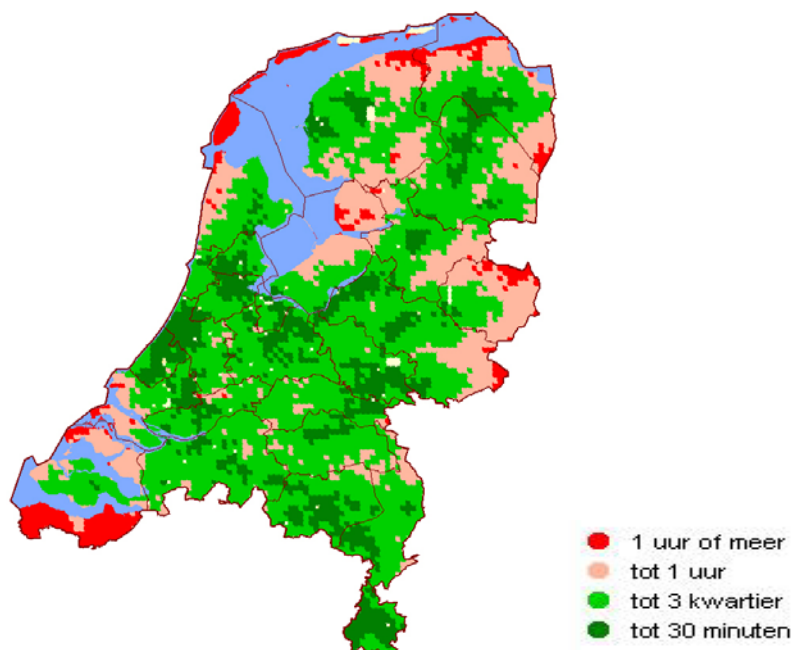 1 uur of meer
tot 1 uur
tot 3 kwartier
tot 30 minuten